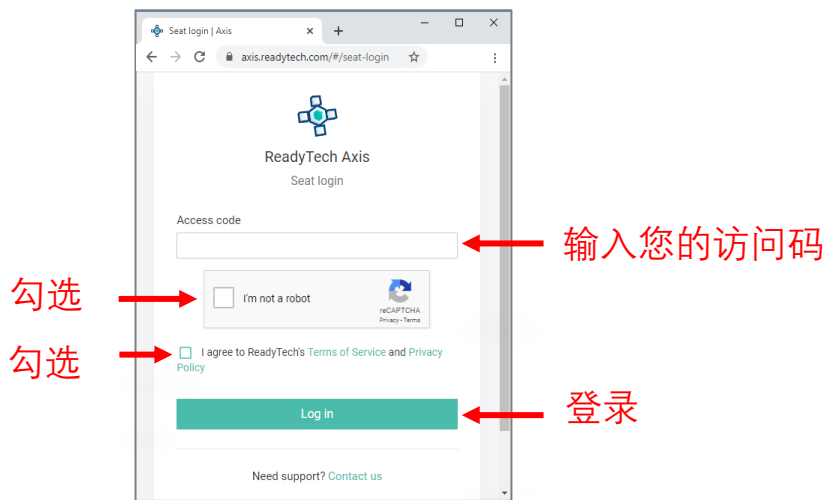 Seat login | Axis
axis.readytech.com/#/seat-login
ReadyTech Axis
Seat login
Access code
输入您的访问码
勾选
I'm not a robot
reCAPTCHA
Privacy - Terms
勾选
I agree to ReadyTech's Terms of Service and Privacy
Policy
Log in
登录
Need support? Contact us